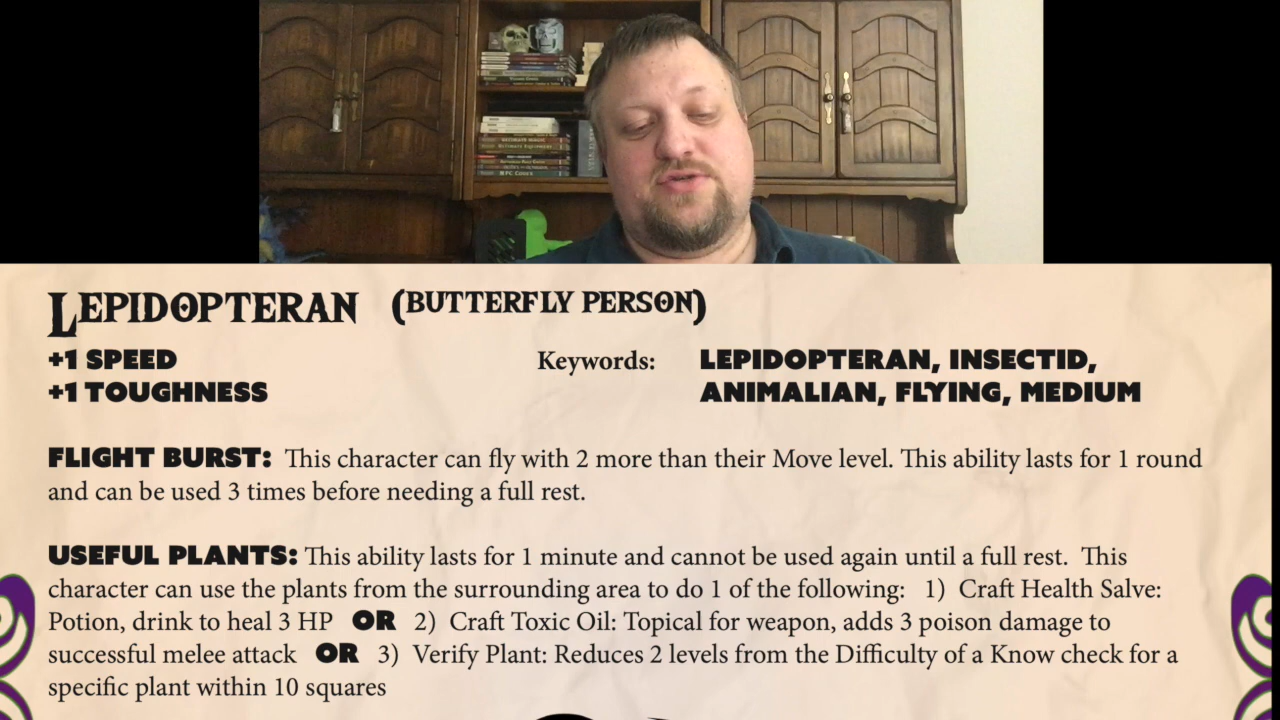 LEPIDOPTERAN (BUTTERFLY PERSON)
+1 SPEED
+1 TOUGHNESS
Keywords: LEPIDOPTERAN, INSECTID,
ANIMALIAN, FLYING, MEDIUM
FLIGHT BURST: This character can fly with 2 more than their Move level. This ability lasts for 1 round
and can be used 3 times before needing a full rest.
USEFUL PLANTS: This ability lasts for 1 minute and cannot be used again until a full rest. This
character can use the plants from the surrounding area to do 1 of the following: 1) Craft Health Salve:
Potion, drink to heal 3 HP OR 2) Craft Toxic Oil: Topical for weapon, adds 3 poison damage to
successful melee attack OR 3) Verify Plant: Reduces 2 levels from the Difficulty of a Know check for a
specific plant within 10 squares